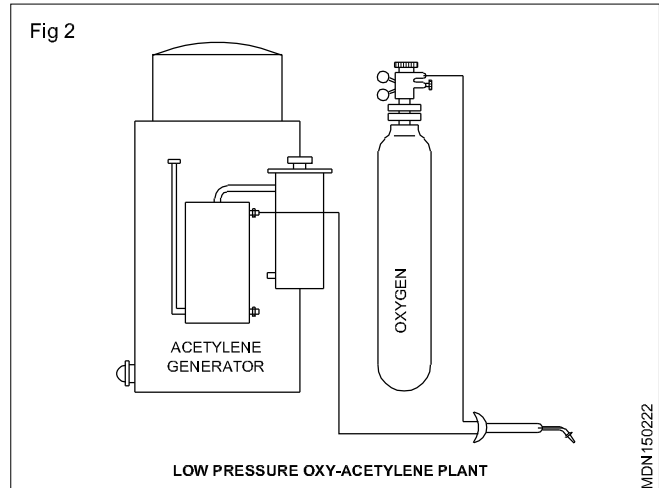 Fig 2
OXYGEN
ACETYLENE
GENERATOR
LOW PRESSURE OXY-ACETYLENE PLANT
MDN150222